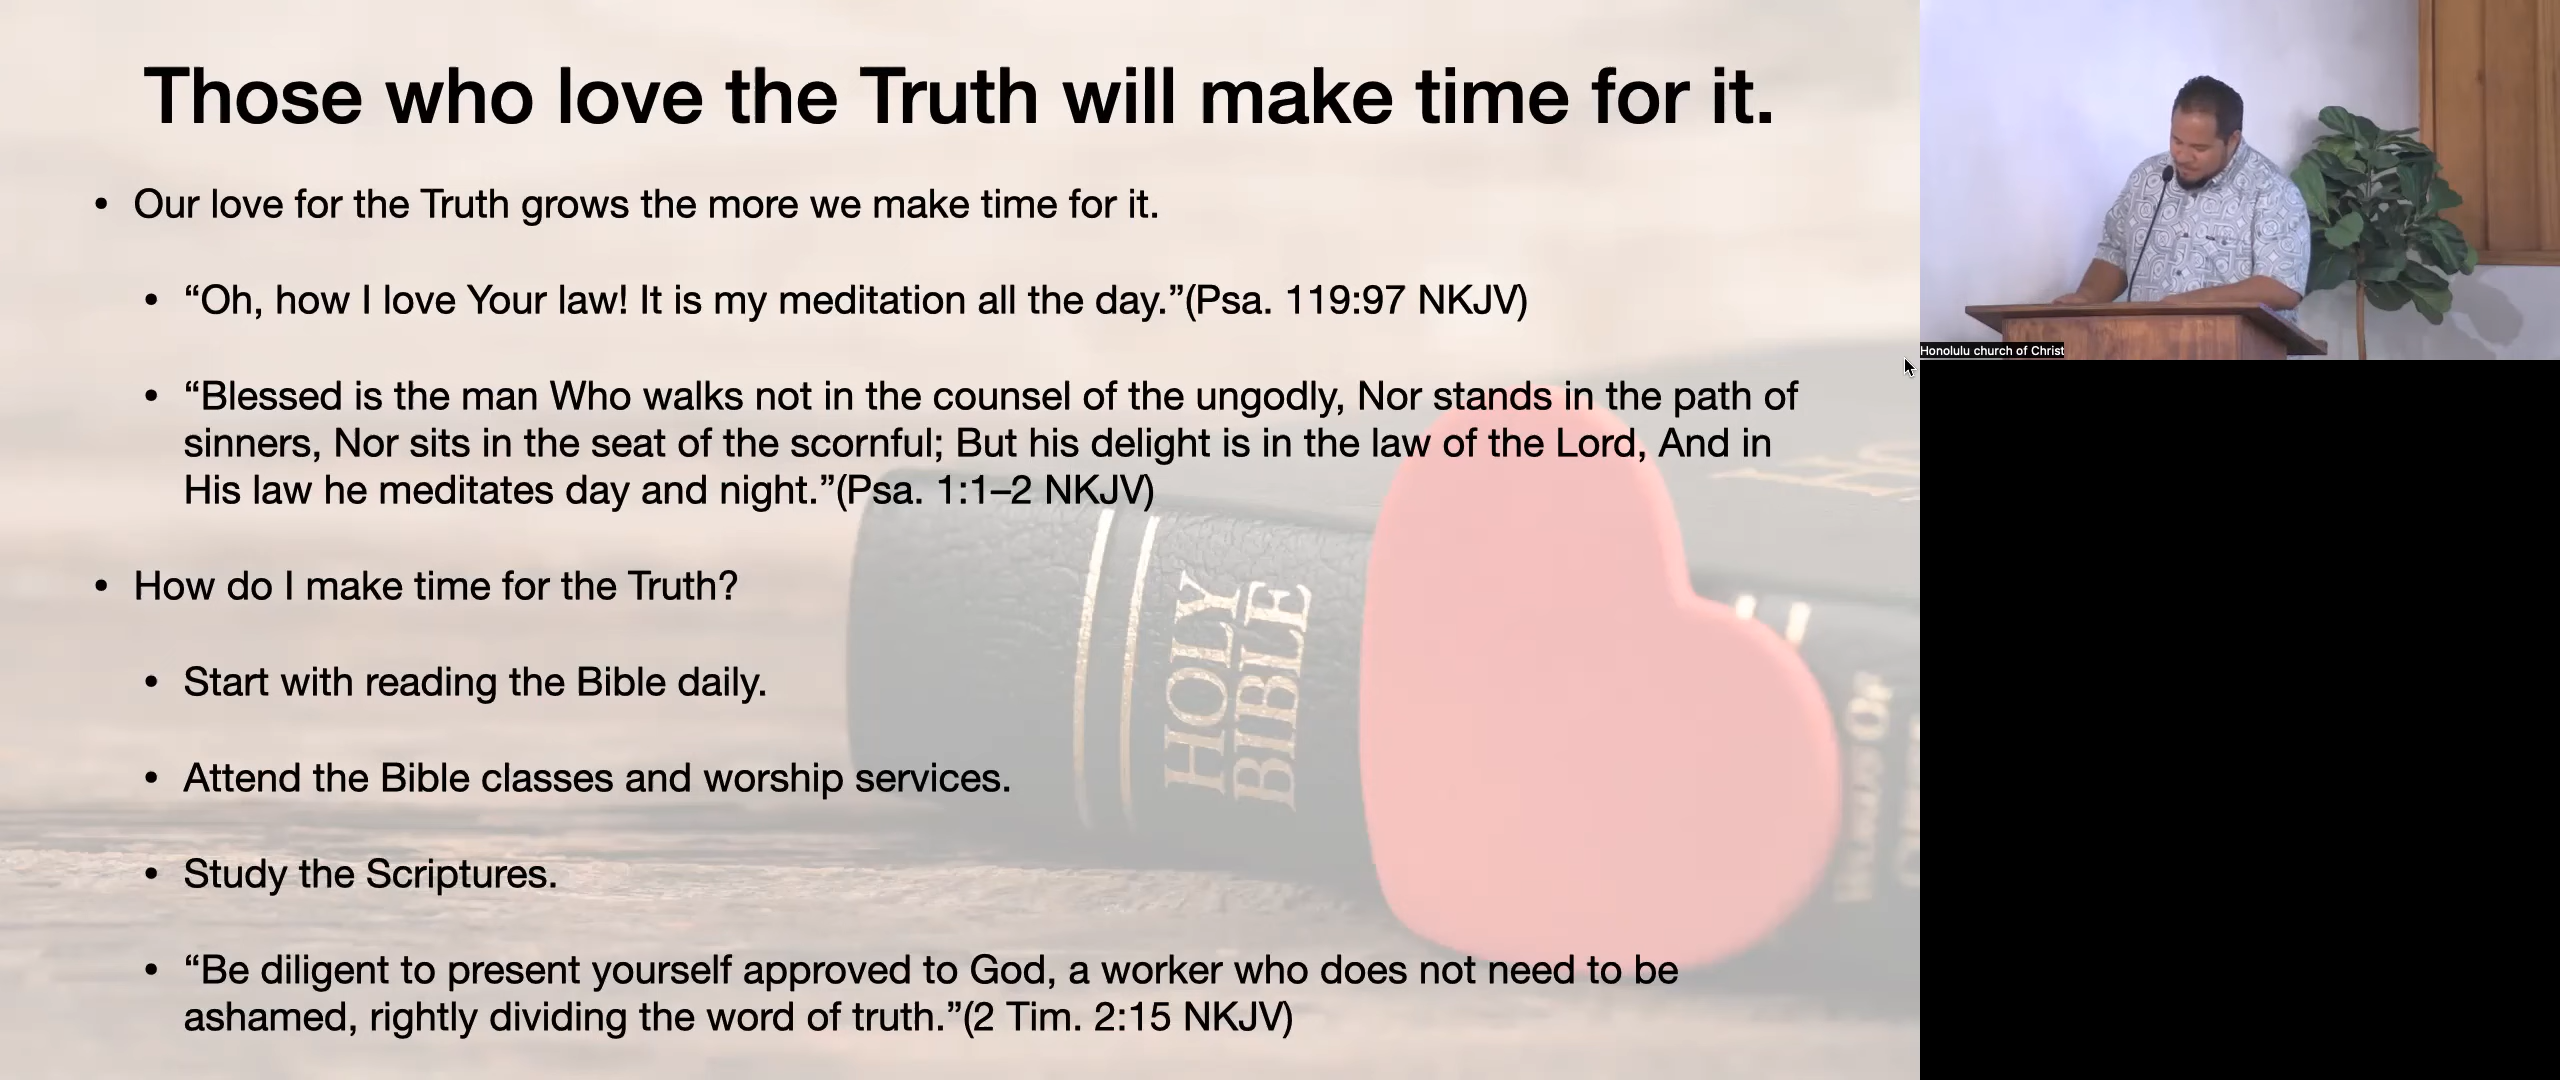 Those who love the Truth will make time for it.
• Our love for the Truth grows the more we make time for it.
• “Oh, how I love Your law! It is my meditation all the day.”(Psa. 119:97 NKJV)
• “Blessed is the man Who walks not in the counsel of the ungodly, Nor stands in the path of
sinners, Nor sits in the seat of the scornful; But his delight is in the law of the Lord, And in
His law he meditates day and night.”(Psa. 1:1–2 NKJV)
• How do I make time for the Truth?
• Start with reading the Bible daily.
• Attend the Bible classes and worship services.
• Study the Scriptures.
• “Be diligent to present yourself approved to God, a worker who does not need to be
ashamed, rightly dividing the word of truth.”(2 Tim. 2:15 NKJV)
HOLY
BIBLE
Honolulu church of Christ